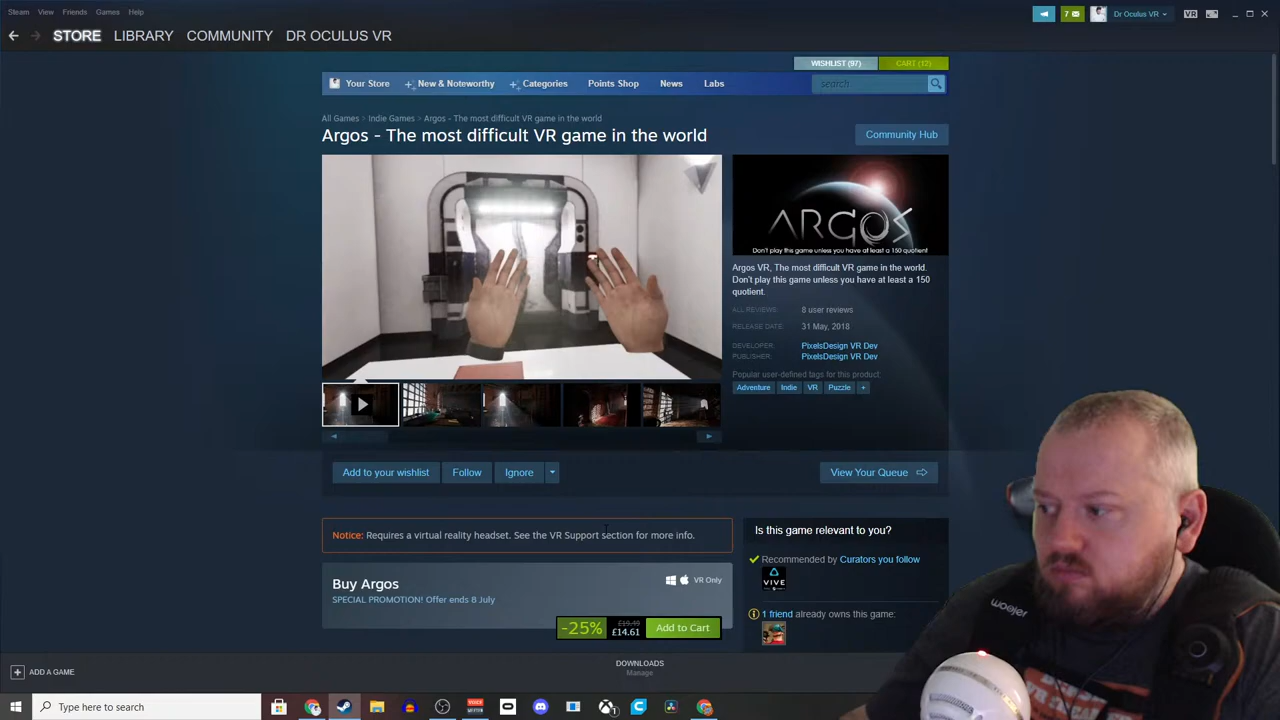 Steam View Friends Games Help
7
Dr Oculus VR
VR
STORE LIBRARY COMMUNITY DR OCULUS VR
WISHLIST (97) CART (12)
Your Store New & Noteworthy Categories Points Shop News Labs search
All Games > Indie Games > Argos - The most difficult VR game in the world
Argos - The most difficult VR game in the world
Community Hub
ARGOS
Don't play this game unless you have at least a 150 quotient
Argos VR, The most difficult VR game in the world.
Don't play this game unless you have at least a 150
quotient.
ALL REVIEWS: 8 user reviews
RELEASE DATE: 31 May, 2018
DEVELOPER: PixelsDesign VR Dev
PUBLISHER: PixelsDesign VR Dev
Popular user-defined tags for this product:
Adventure Indie VR Puzzle +
Add to your wishlist Follow Ignore
View Your Queue
Notice: Requires a virtual reality headset. See the VR Support section for more info.
Is this game relevant to you?
Recommended by Curators you follow
VIVE
1 friend already owns this game:
Buy Argos
VR Only
SPECIAL PROMOTION! Offer ends 8 July
-25% £19.49 £14.61 Add to Cart
woojer
ADD A GAME
DOWNLOADS
Manage
Type here to search